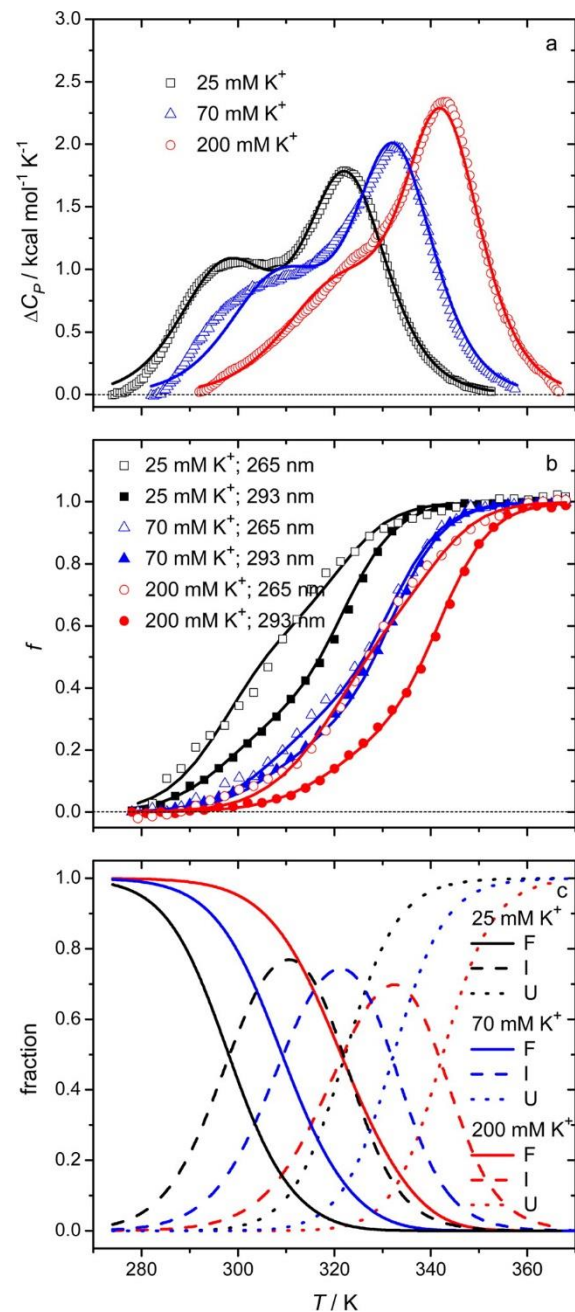 3.0
a
2.5
25 mM K⁺
70 mM K⁺
200 mM K⁺
2.0
1.5
1.0
0.5
0.0
ΔC_P / kcal mol⁻¹ K⁻¹
b
25 mM K⁺; 265 nm
25 mM K⁺; 293 nm
70 mM K⁺; 265 nm
70 mM K⁺; 293 nm
200 mM K⁺; 265 nm
200 mM K⁺; 293 nm
1.0
0.8
0.6
0.4
0.2
0.0
f
c
1.0
0.8
0.6
0.4
0.2
0.0
fraction
25 mM K⁺
F
I
U
70 mM K⁺
F
I
U
200 mM K⁺
F
I
U
280 300 320 340 360
T / K